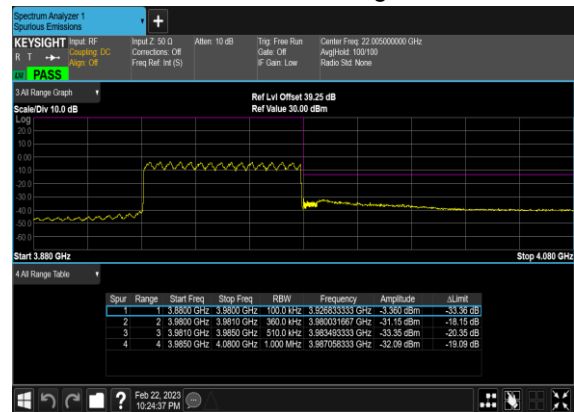 Spectrum Analyzer 1
Spurious Emissions
KEYSIGHT Input: RF Input Z: 50 Ω Atten: 10 dB Trig: Free Run Center Freq: 22.005000000 GHz
R T Coupling: DC Corrections: Off Gate: Off Avg|Hold: 100/100
Align: Off Freq Ref: Int (S) IF Gain: Low Radio Std: None
PASS
3 All Range Graph
Ref Lvl Offset 39.25 dB
Scale/Div 10.0 dB Ref Value 30.00 dBm
Log
20.0
10.0
0.00
-10.0
-20.0
-30.0
-40.0
-50.0
-60.0
Start 3.880 GHz Stop 4.080 GHz
4 All Range Table
Spur Range Start Freq Stop Freq RBW Frequency Amplitude ΔLimit
1 1 3.8800 GHz 3.9800 GHz 100.0 kHz 3.925833333 GHz -3.360 dBm -33.36 dB
2 2 3.9800 GHz 3.9810 GHz 360.0 kHz 3.980031667 GHz -31.15 dBm -18.15 dB
3 3 3.9810 GHz 3.9850 GHz 510.0 kHz 3.983493333 GHz -33.35 dBm -20.35 dB
4 4 3.9850 GHz 4.0800 GHz 1.000 MHz 3.987058333 GHz -32.09 dBm -19.09 dB
? Feb 22, 2023
10:24:37 PM